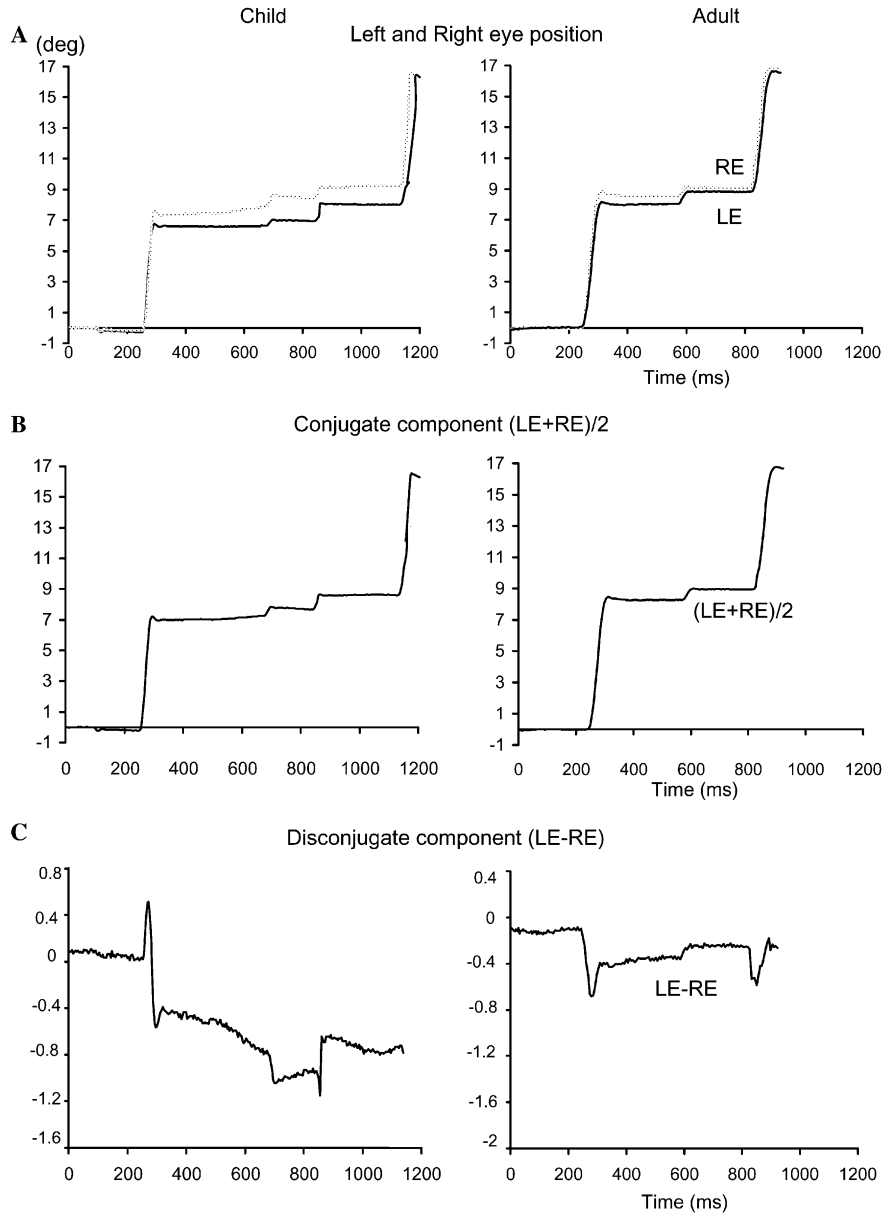 Child Adult
A (deg) Left and Right eye position
17 17
15 15
13 13
11 11
9 9 RE
7 7 LE
5 5
3 3
1 1
-1 -1
0 200 400 600 800 1000 1200 0 200 400 600 800 1000 1200
Time (ms)
B Conjugate component (LE+RE)/2
17 17
15 15
13 13
11 11
9 9
7 7 (LE+RE)/2
5 5
3 3
1 1
-1 -1
0 200 400 600 800 1000 1200 0 200 400 600 800 1000 1200
Time (ms)
C Disconjugate component (LE-RE)
0.8 0.4
0.4 0
0 -0.4
-0.4 -0.8 LE-RE
-0.8 -1.2
-1.2 -1.6
-1.6 -2
0 200 400 600 800 1000 1200 0 200 400 600 800 1000 1200
Time (ms)